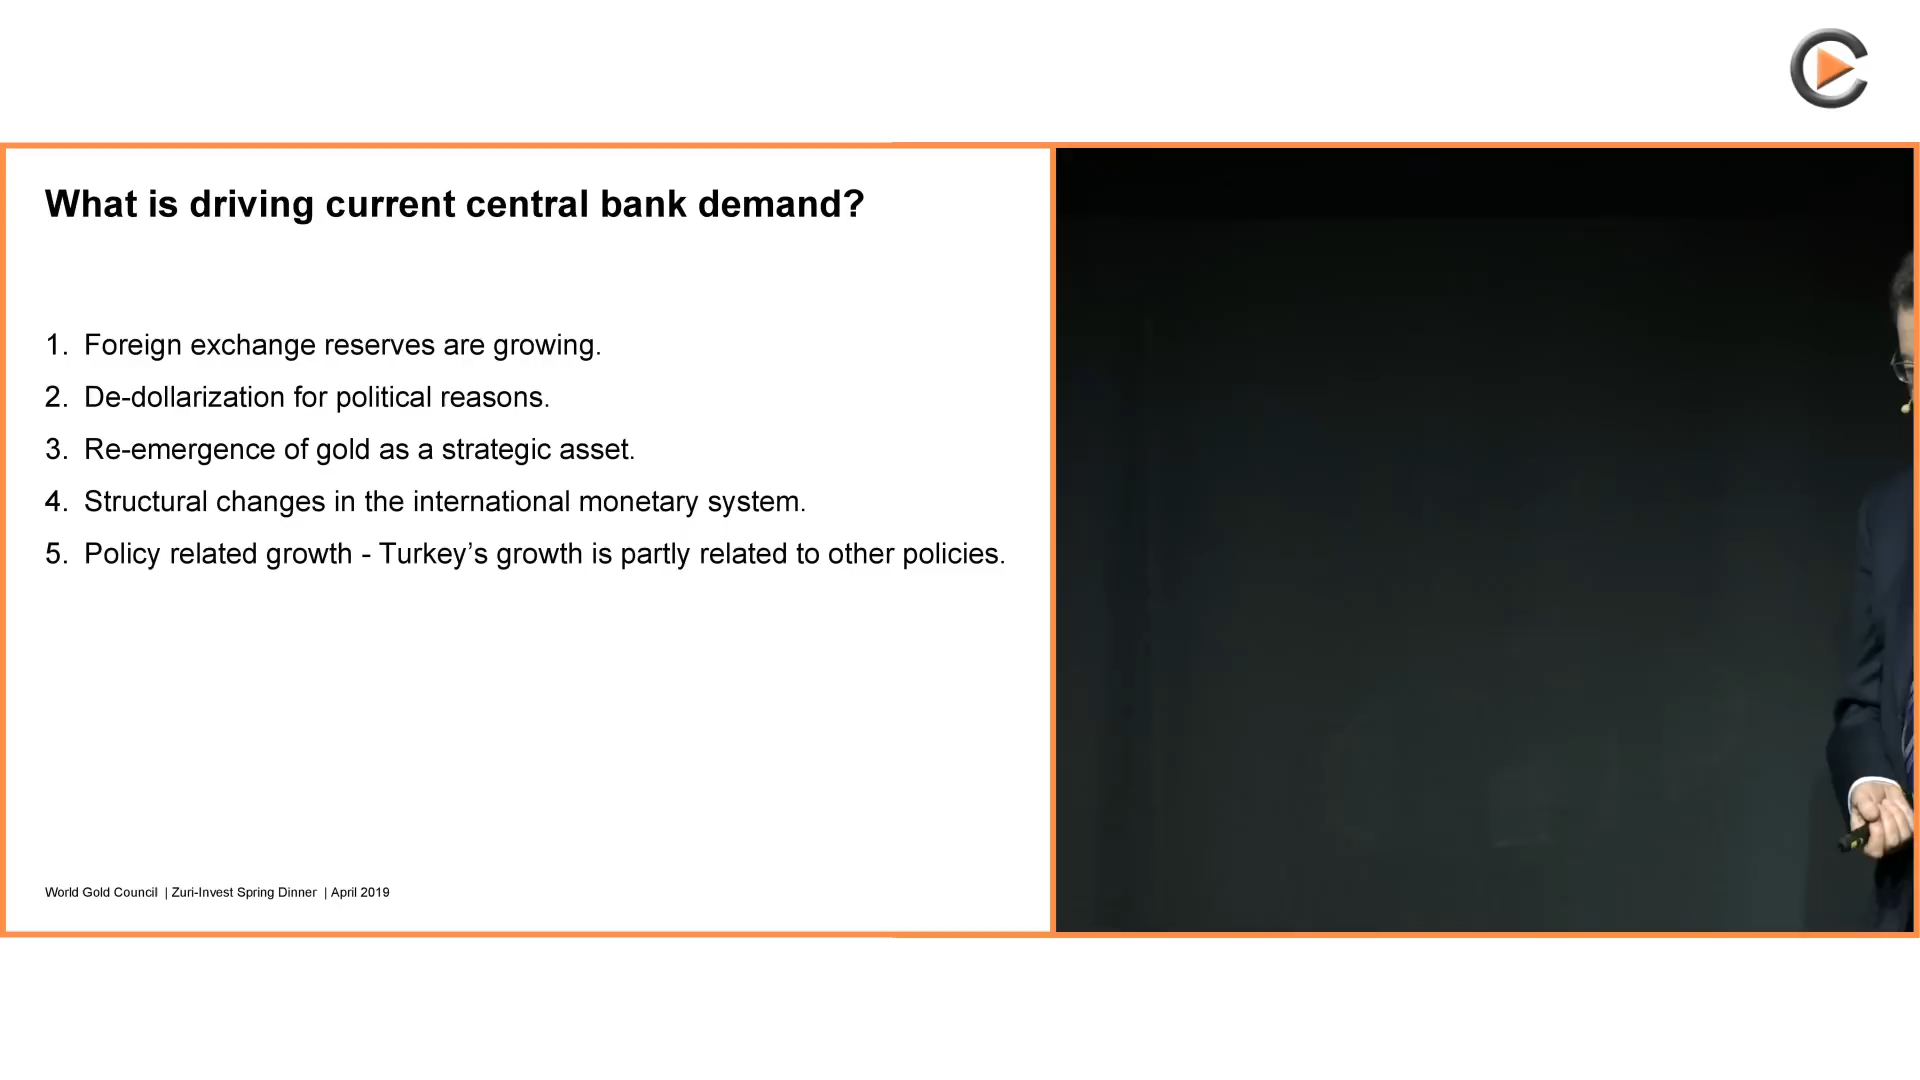 What is driving current central bank demand?
1. Foreign exchange reserves are growing.
2. De-dollarization for political reasons.
3. Re-emergence of gold as a strategic asset.
4. Structural changes in the international monetary system.
5. Policy related growth - Turkey’s growth is partly related to other policies.
World Gold Council | Zuri-Invest Spring Dinner | April 2019